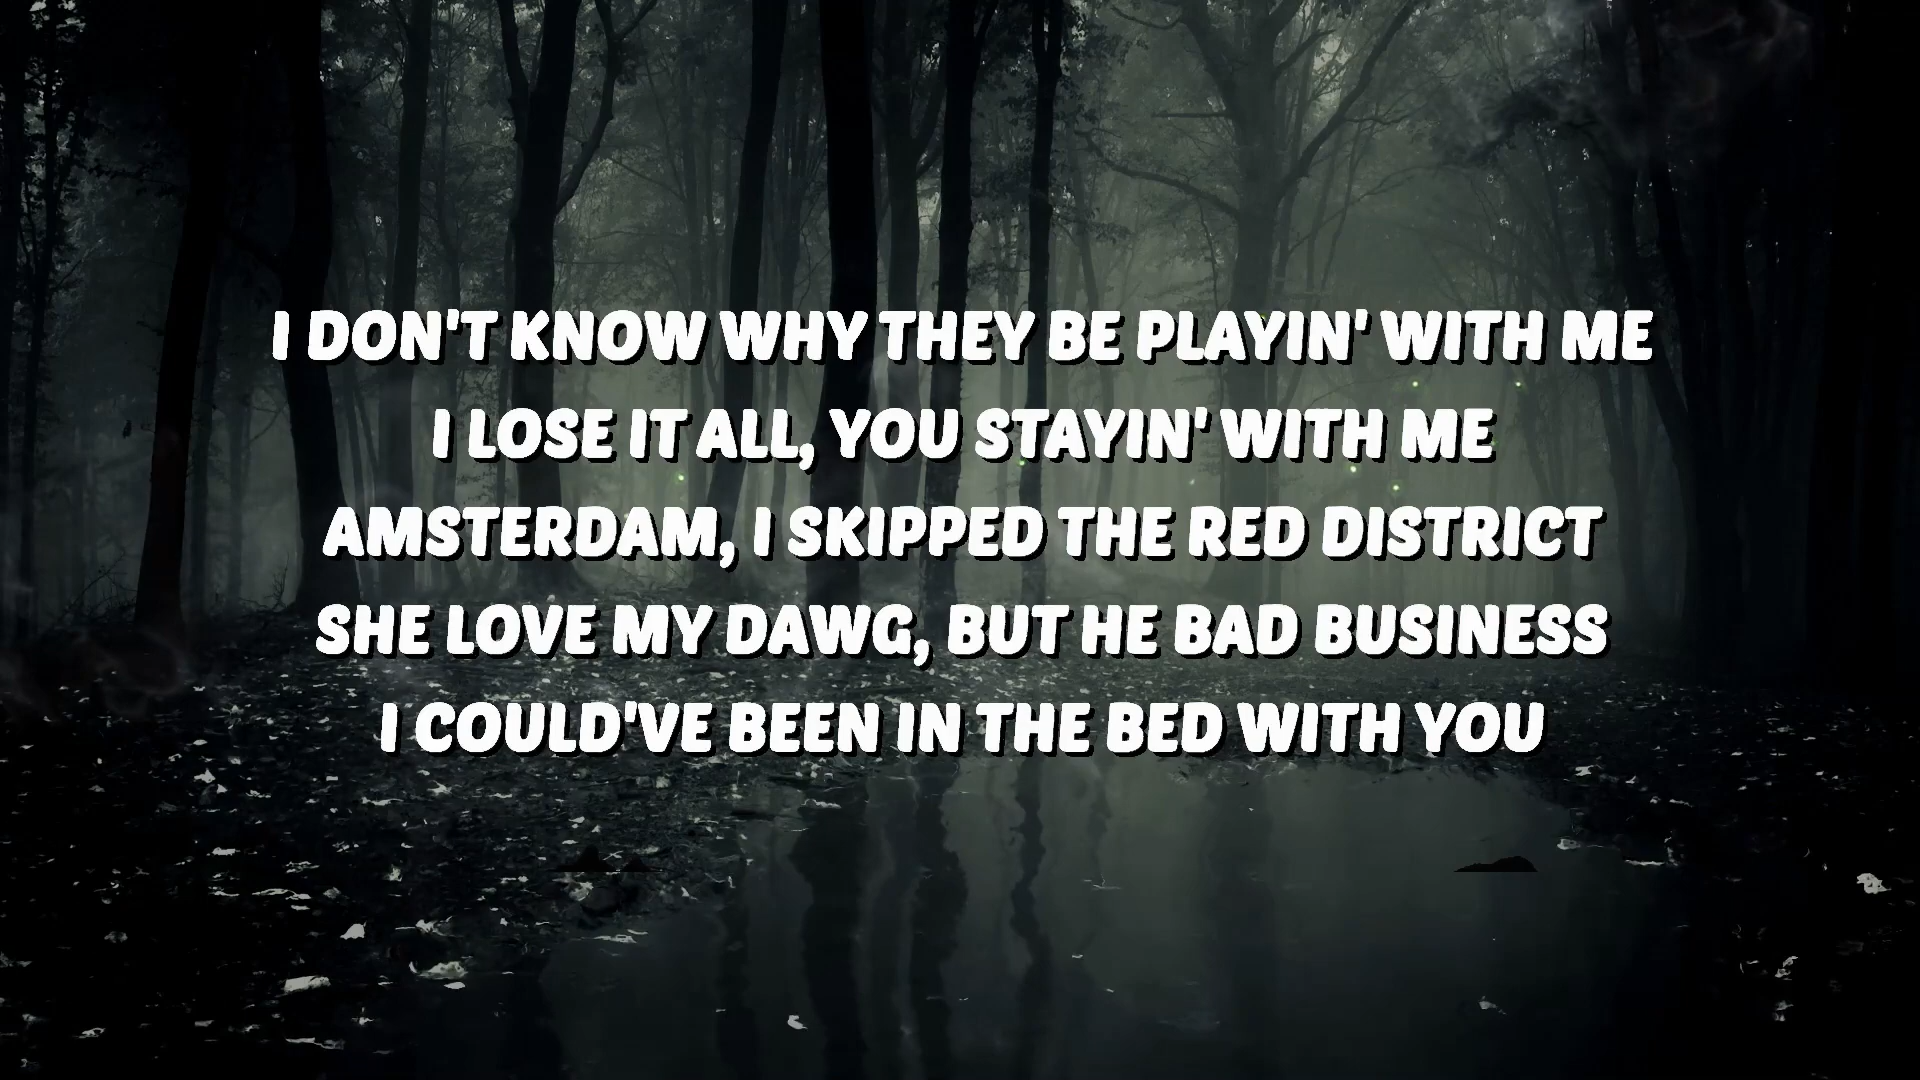 I DON'T KNOW WHY THEY BE PLAYIN' WITH ME
I LOSE IT ALL, YOU STAYIN' WITH ME
AMSTERDAM, I SKIPPED THE RED DISTRICT
SHE LOVE MY DAWG, BUT HE BAD BUSINESS
I COULD'VE BEEN IN THE BED WITH YOU